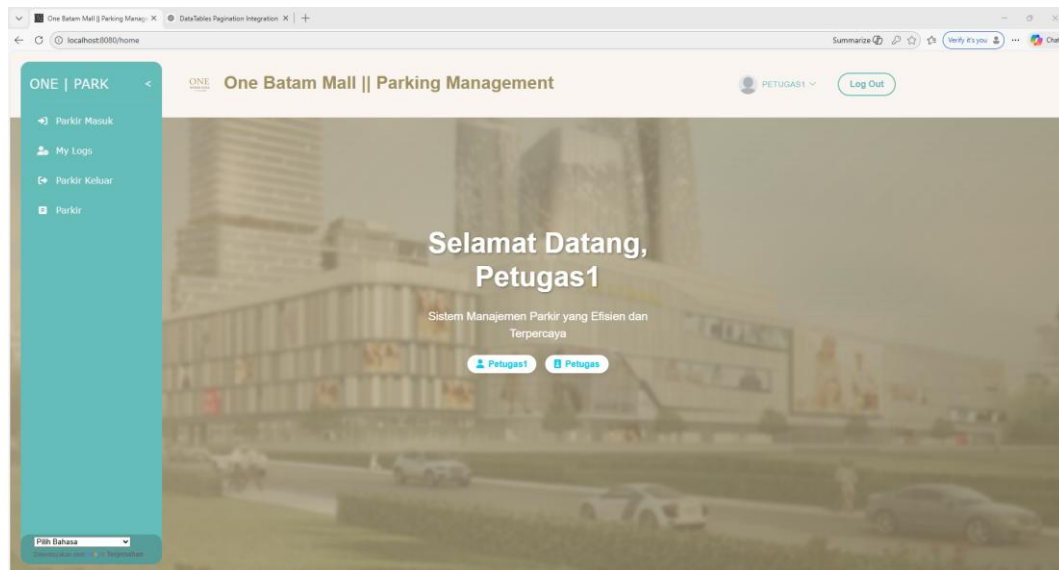 One Batam Mall || Parking Manag
DataTables Pagination Integration
localhost:8080/home
Summarize
Verify it's you
Chat
ONE | PARK <
ONE
One Batam Mall || Parking Management
PETUGAS1
Log Out
Parkir Masuk
My Logs
Parkir Keluar
Parkir
Selamat Datang,
Petugas1
Sistem Manajemen Parkir yang Efisien dan
Terpercaya
Petugas1
Petugas
Pilih Bahasa
Terjemahan